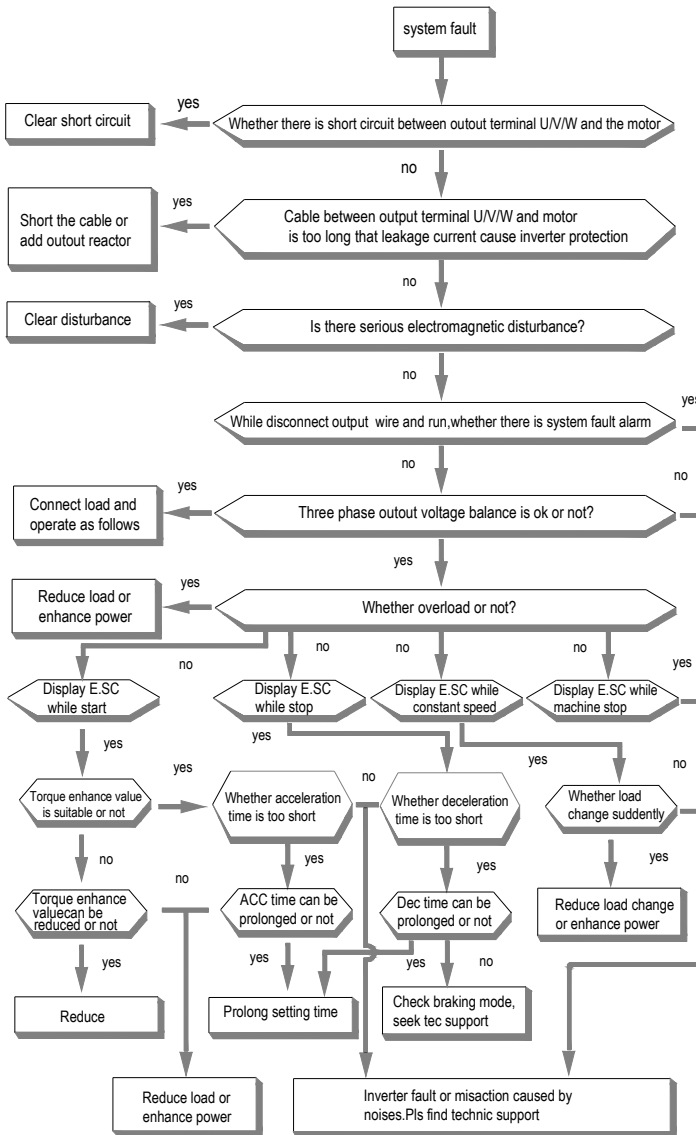 system fault
yes
Clear short circuit
Whether there is short circuit between outout terminal U/V/W and the motor
no
yes
Short the cable or
add outout reactor
Cable between output terminal U/V/W and motor
is too long that leakage current cause inverter protection
no
yes
Clear disturbance
Is there serious electromagnetic disturbance?
no
yes
While disconnect output wire and run,whether there is system fault alarm
no
no
yes
Connect load and
operate as follows
Three phase outout voltage balance is ok or not?
yes
yes
Reduce load or
enhance power
Whether overload or not?
no
no
no
no
yes
Display E.SC
while start
Display E.SC
while stop
Display E.SC while
constant speed
Display E.SC while
machine stop
yes
yes
yes
no
yes
no
Torque enhance value
is suitable or not
Whether acceleration
time is too short
Whether deceleration
time is too short
Whether load
change suddently
no
yes
yes
yes
no
Torque enhance
valuecan be
reduced or not
ACC time can be
prolonged or not
Dec time can be
prolonged or not
Reduce load change
or enhance power
yes
yes
yes
no
Reduce
Prolong setting time
Check braking mode,
seek tec support
Reduce load or
enhance power
Inverter fault or misaction caused by
noises.Pls find technic support